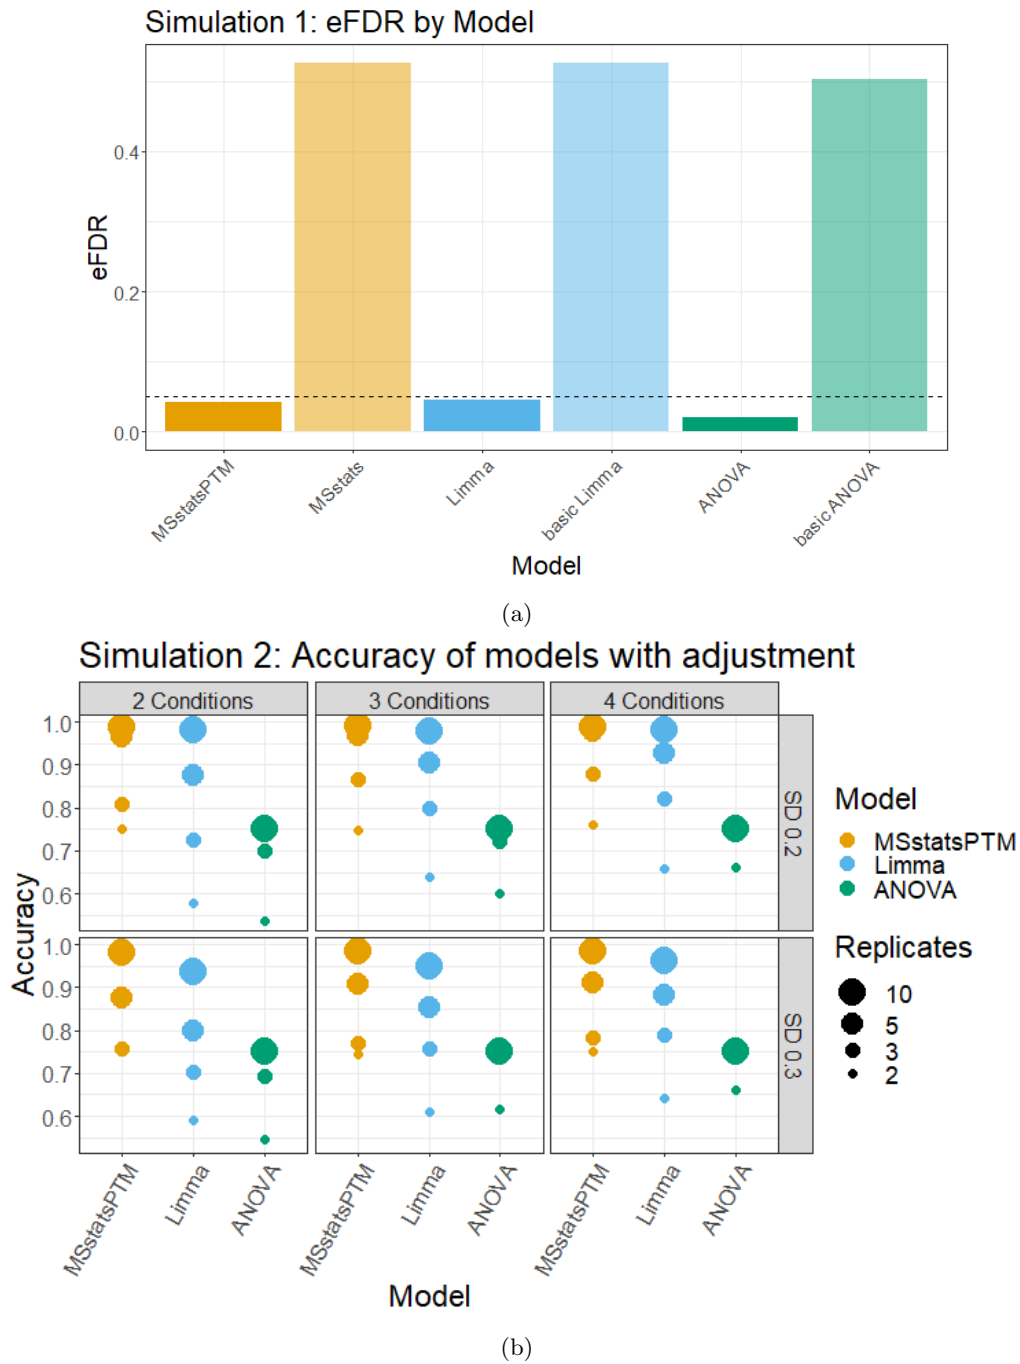 Simulation 1: eFDR by Model
eFDR
0.4
0.2
0.0
MSstatsPTM
MSstats
Limma
basic Limma
ANOVA
basic ANOVA
Model
(a)
Simulation 2: Accuracy of models with adjustment
2 Conditions
3 Conditions
4 Conditions
Accuracy
1.0
0.9
0.8
0.7
0.6
SD 0.2
1.0
0.9
0.8
0.7
0.6
SD 0.3
MSstatsPTM
Limma
ANOVA
MSstatsPTM
Limma
ANOVA
MSstatsPTM
Limma
ANOVA
Model
Model
MSstatsPTM
Limma
ANOVA
Replicates
10
5
3
2
(b)